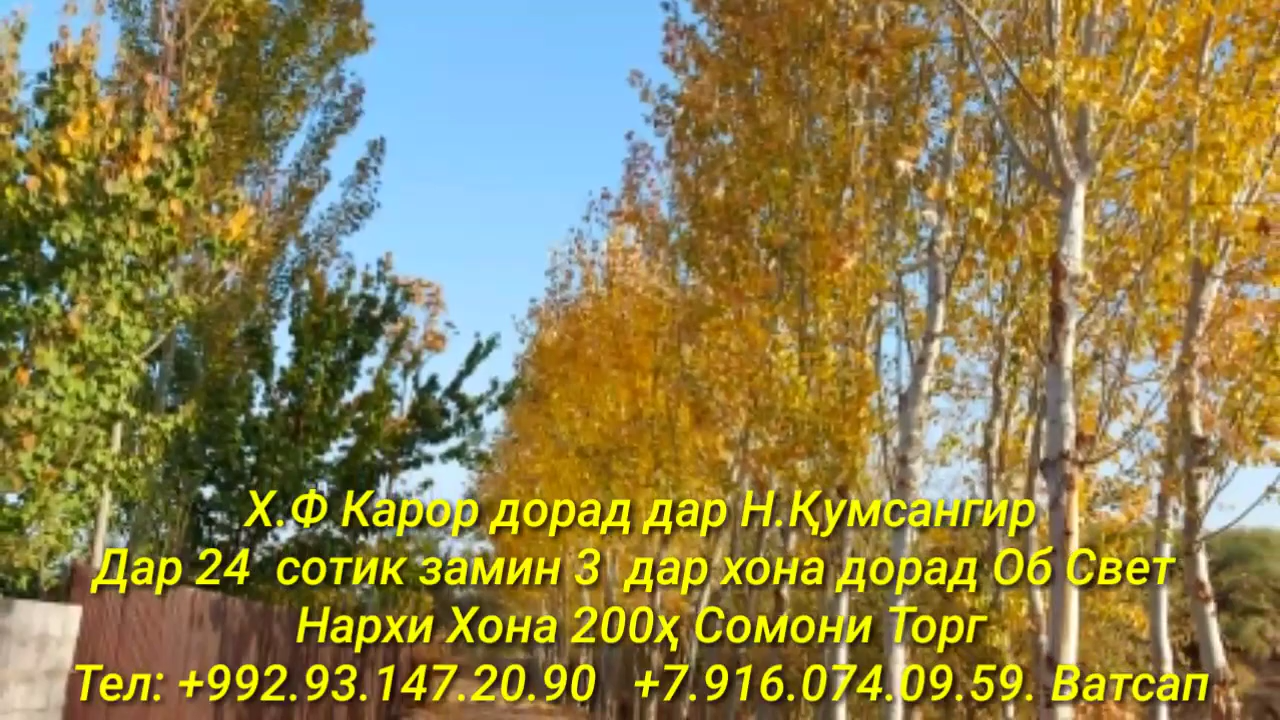 Х.Ф Карор дорад дар Н.Қумсангир
Дар 24 сотик замин 3 дар хона дорад Об Свет
Нархи Хона 200ҳ Сомони Торг
Тел: +992.93.147.20.90 +7.916.074.09.59. Ватсап